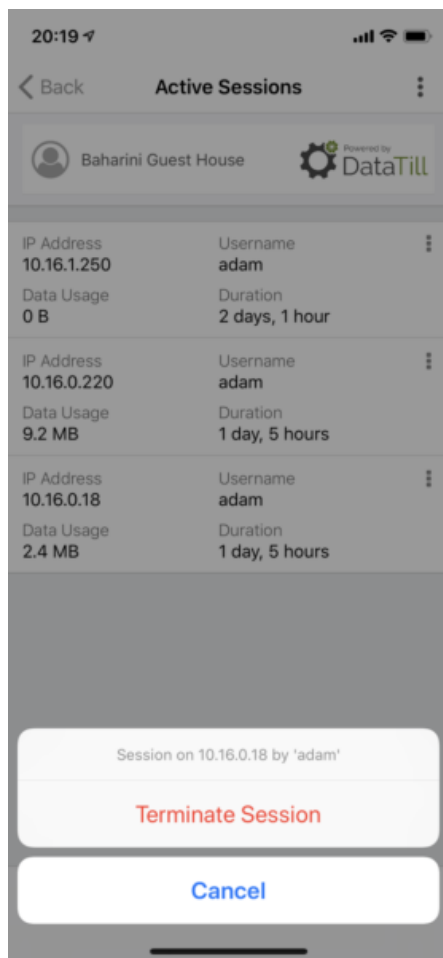 20:19
Back Active Sessions
Baharini Guest House Powered by
DataTill
IP Address Username
10.16.1.250 adam
Data Usage Duration
0 B 2 days, 1 hour
IP Address Username
10.16.0.220 adam
Data Usage Duration
9.2 MB 1 day, 5 hours
IP Address Username
10.16.0.18 adam
Data Usage Duration
2.4 MB 1 day, 5 hours
Session on 10.16.0.18 by 'adam'
Terminate Session
Cancel